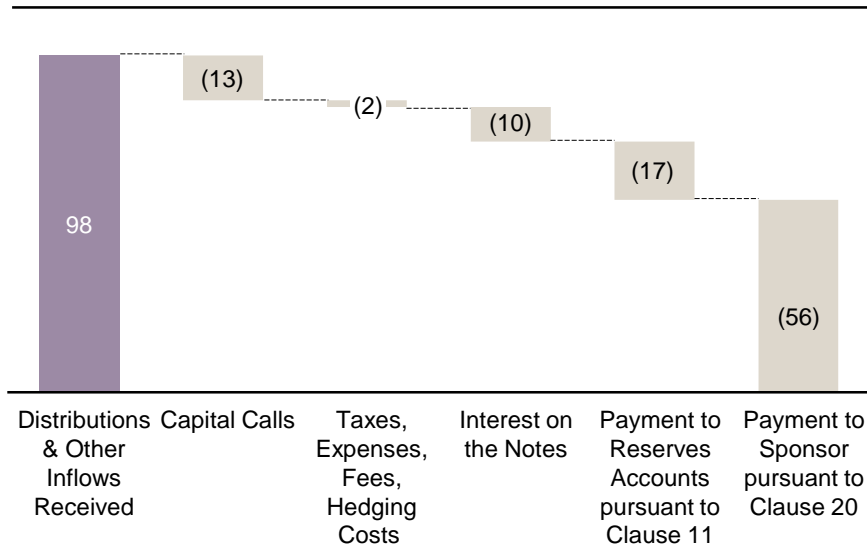 (13)
(2)
(10)
(17)
98
(56)
Distributions
& Other
Inflows
Received
Capital Calls
Taxes,
Expenses,
Fees,
Hedging
Costs
Interest on
the Notes
Payment to
Reserves
Accounts
pursuant to
Clause 11
Payment to
Sponsor
pursuant to
Clause 20